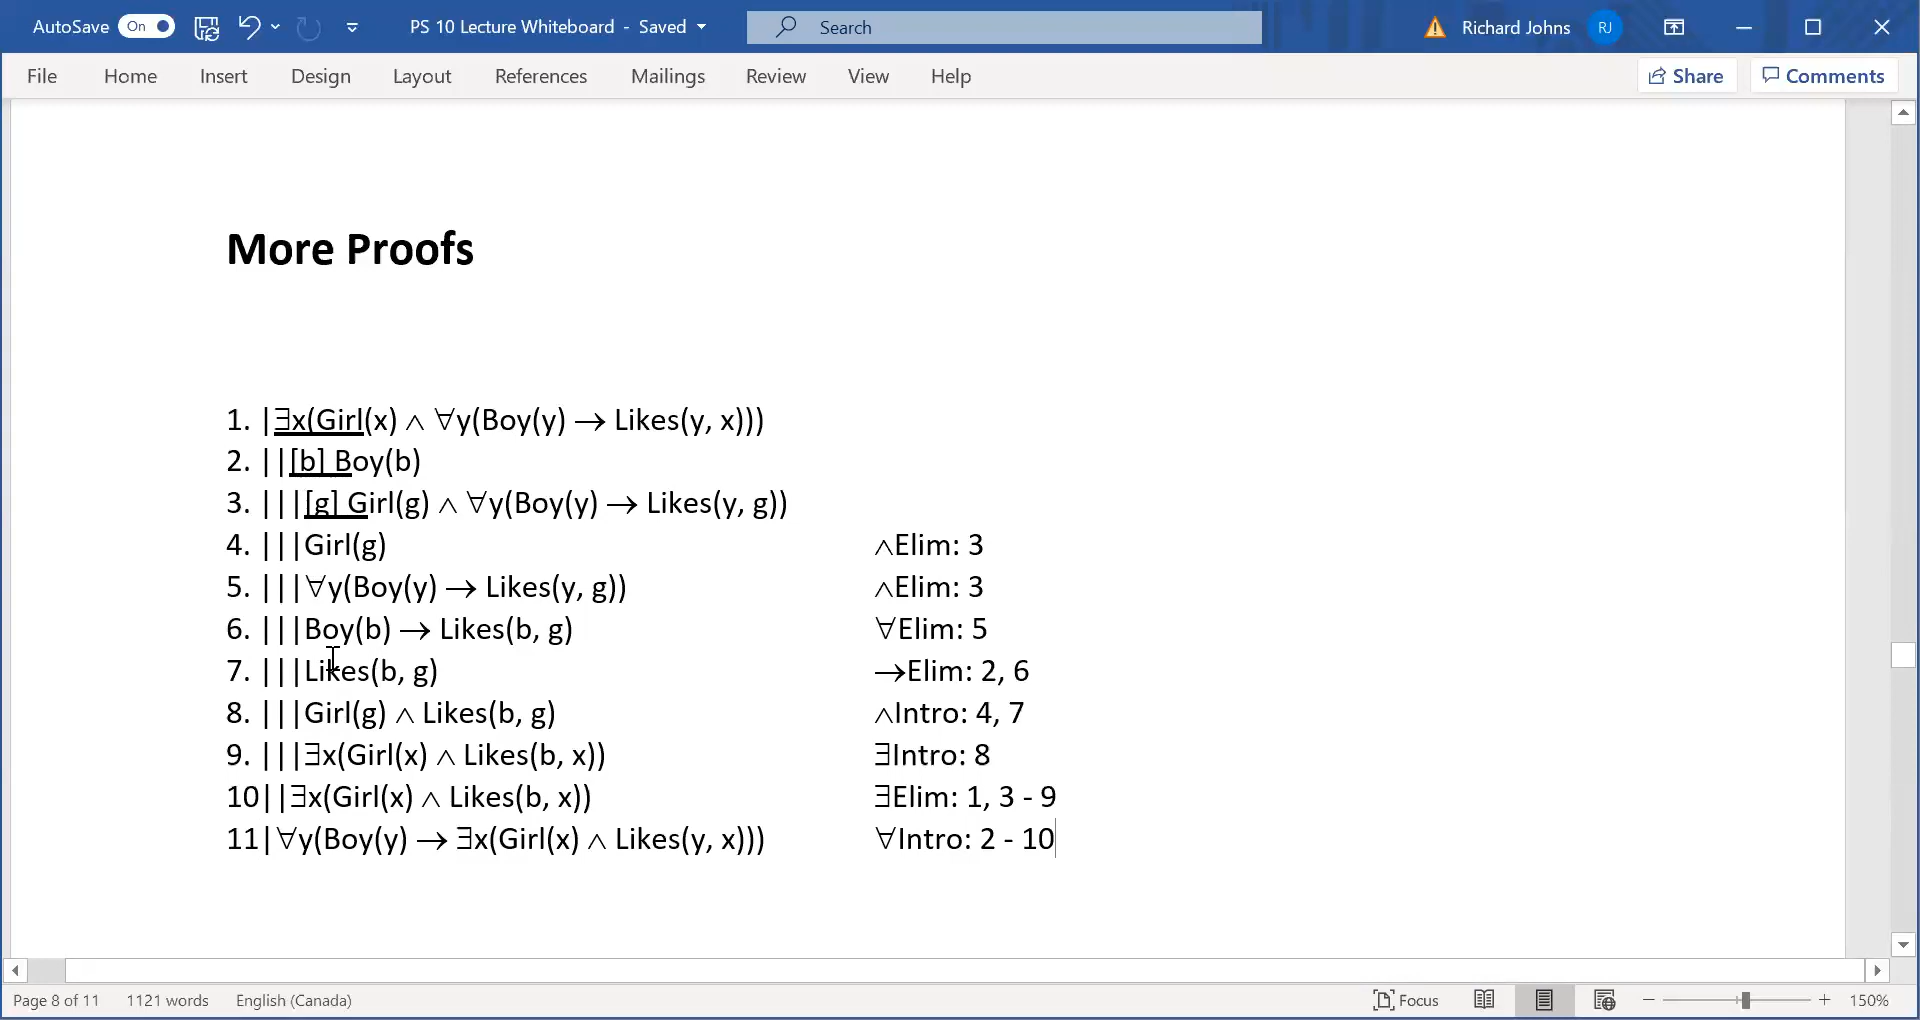 AutoSave On PS 10 Lecture Whiteboard - Saved Search Richard Johns RJ
File Home Insert Design Layout References Mailings Review View Help Share Comments
More Proofs
1. |∃x(Girl(x) ∧ ∀y(Boy(y) → Likes(y, x)))
2. ||[b] Boy(b)
3. |||[g] Girl(g) ∧ ∀y(Boy(y) → Likes(y, g))
4. |||Girl(g) ∧Elim: 3
5. |||∀y(Boy(y) → Likes(y, g)) ∧Elim: 3
6. |||Boy(b) → Likes(b, g) ∀Elim: 5
7. |||Likes(b, g) →Elim: 2, 6
8. |||Girl(g) ∧ Likes(b, g) ∧Intro: 4, 7
9. |||∃x(Girl(x) ∧ Likes(b, x)) ∃Intro: 8
10||∃x(Girl(x) ∧ Likes(b, x)) ∃Elim: 1, 3 - 9
11|∀y(Boy(y) → ∃x(Girl(x) ∧ Likes(y, x))) ∀Intro: 2 - 10
Page 8 of 11 1121 words English (Canada) Focus 150%